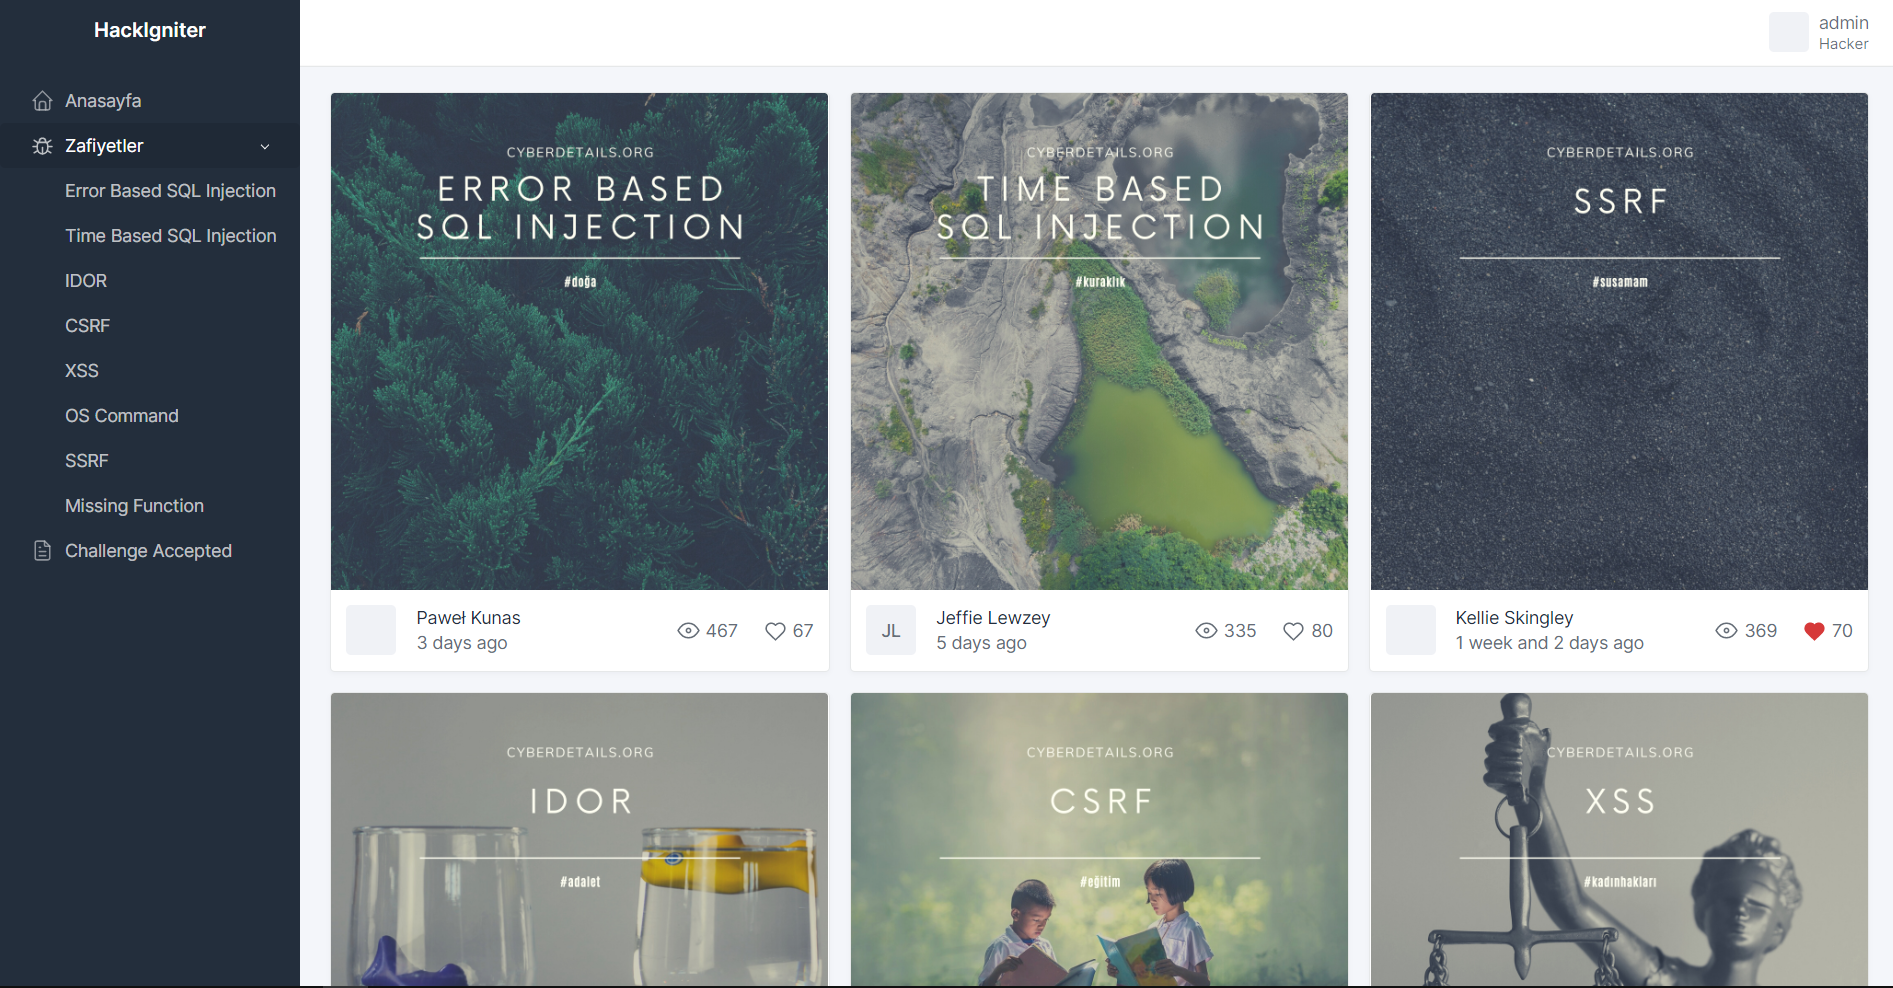 HackIgniter
admin
Hacker
Anasayfa
Zafiyetler
Error Based SQL Injection
Time Based SQL Injection
IDOR
CSRF
XSS
OS Command
SSRF
Missing Function
Challenge Accepted
CYBERDETAILS.ORG
ERROR BASED
SQL INJECTION
#doğa
Paweł Kunas
3 days ago
467
67
CYBERDETAILS.ORG
TIME BASED
SQL INJECTION
#kuraklık
JL
Jeffie Lewzey
5 days ago
335
80
CYBERDETAILS.ORG
SSRF
#susamam
Kellie Skingley
1 week and 2 days ago
369
70
CYBERDETAILS.ORG
IDOR
#adalet
CYBERDETAILS.ORG
CSRF
#eğitim
CYBERDETAILS.ORG
XSS
#kadınhakları